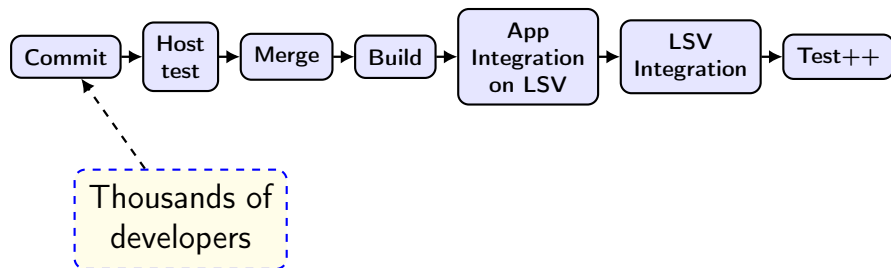 Commit
Host
test
Merge
Build
App
Integration
on LSV
LSV
Integration
Test++
Thousands of
developers